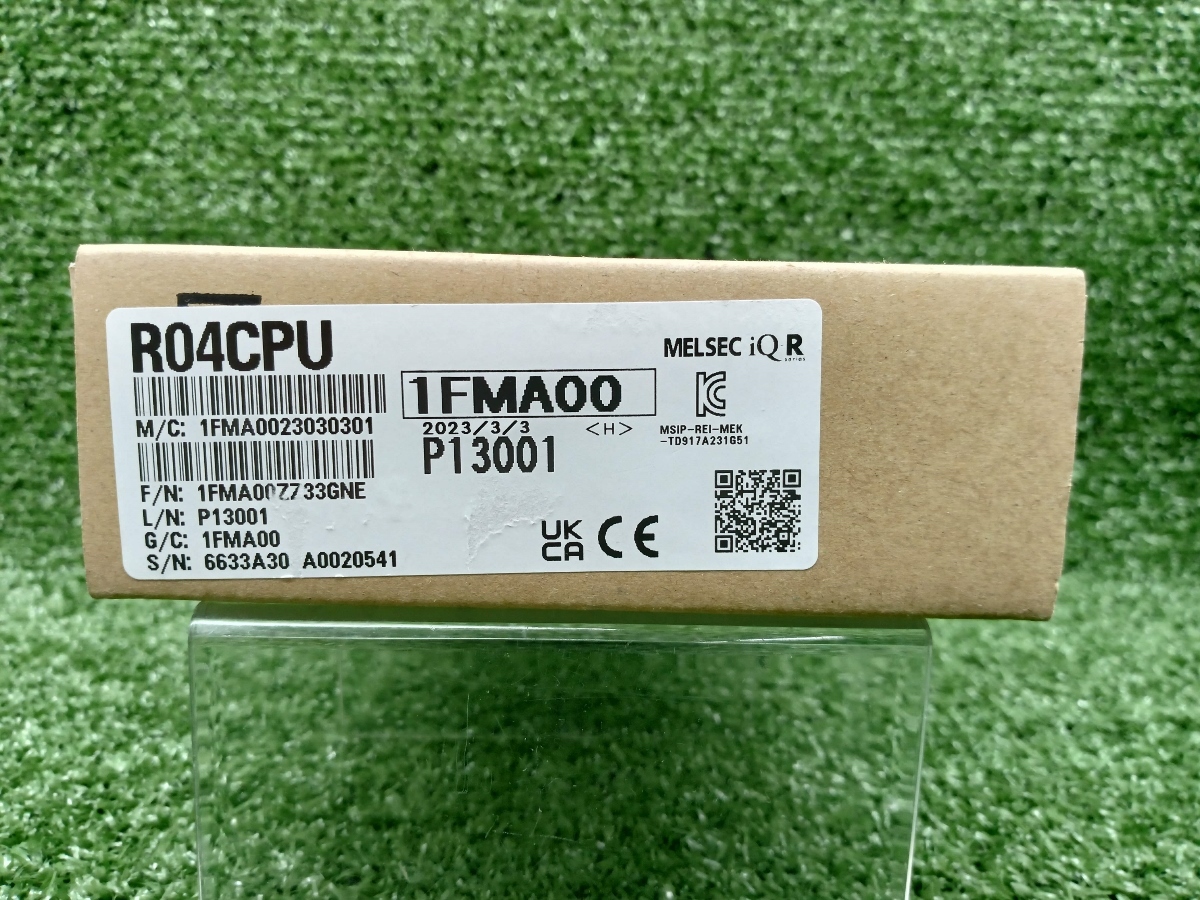 R04CPU
MELSEC iQ-R
series
1FMA00
M/C: 1FMA0023030301
2023/3/3 <H>
MSIP-REI-MEK
-TD917A231G51
P13001
F/N: 1FMA00Z733GNE
L/N: P13001
G/C: 1FMA00
S/N: 6633A30 A0020541
UK
CA CE